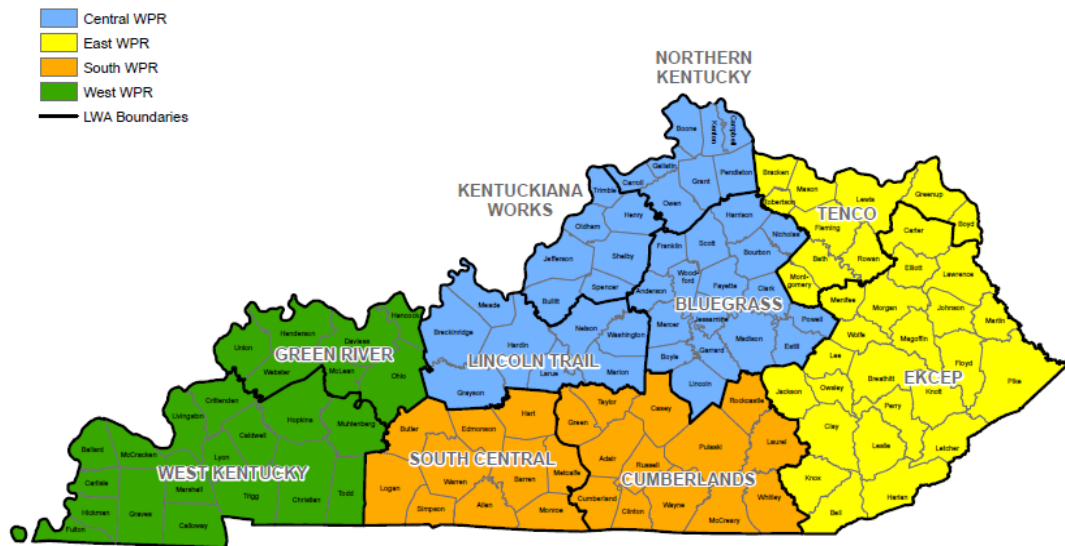 Central WPR
East WPR
South WPR
West WPR
LWA Boundaries
NORTHERN
KENTUCKY
Boone
Kenton
Campbell
Gallatin
Carroll
Grant
Pendleton
Owen
KENTUCKIANA
WORKS
Trimble
Henry
Oldham
Jefferson
Shelby
Spencer
Bullitt
Bracken
Mason
Robertson
Lewis
Greenup
TENCO
Fleming
Boyd
Carter
Bath
Rowan
Mont-
gomery
Harrison
Nicholas
Franklin
Scott
Bourbon
Wood-
ford
Fayette
Clark
Anderson
BLUEGRASS
Mercer
Jessamine
Powell
Madison
Estill
Boyle
Garrard
Lincoln
Elliott
Lawrence
Menifee
Morgan
Johnson
Martin
Wolfe
Magoffin
Lee
Floyd
Breathitt
EKCEP
Pike
Jackson
Owsley
Knott
Perry
Clay
Leslie
Letcher
Knox
Harlan
Bell
Meade
Breckinridge
Nelson
Washington
Hardin
LINCOLN TRAIL
Larue
Marion
Grayson
Hancock
Henderson
Daviess
Union
GREEN RIVER
Webster
McLean
Ohio
Crittenden
Livingston
Hopkins
Muhlenberg
Caldwell
Ballard
McCracken
Lyon
WEST KENTUCKY
Carlisle
Marshall
Trigg
Christian
Todd
Hickman
Graves
Calloway
Fulton
Butler
Edmonson
Hart
SOUTH CENTRAL
Warren
Barren
Metcalfe
Logan
Simpson
Allen
Monroe
Taylor
Casey
Rockcastle
Green
Pulaski
Laurel
Adair
Russell
CUMBERLANDS
Cumberland
Wayne
Whitley
Clinton
McCreary